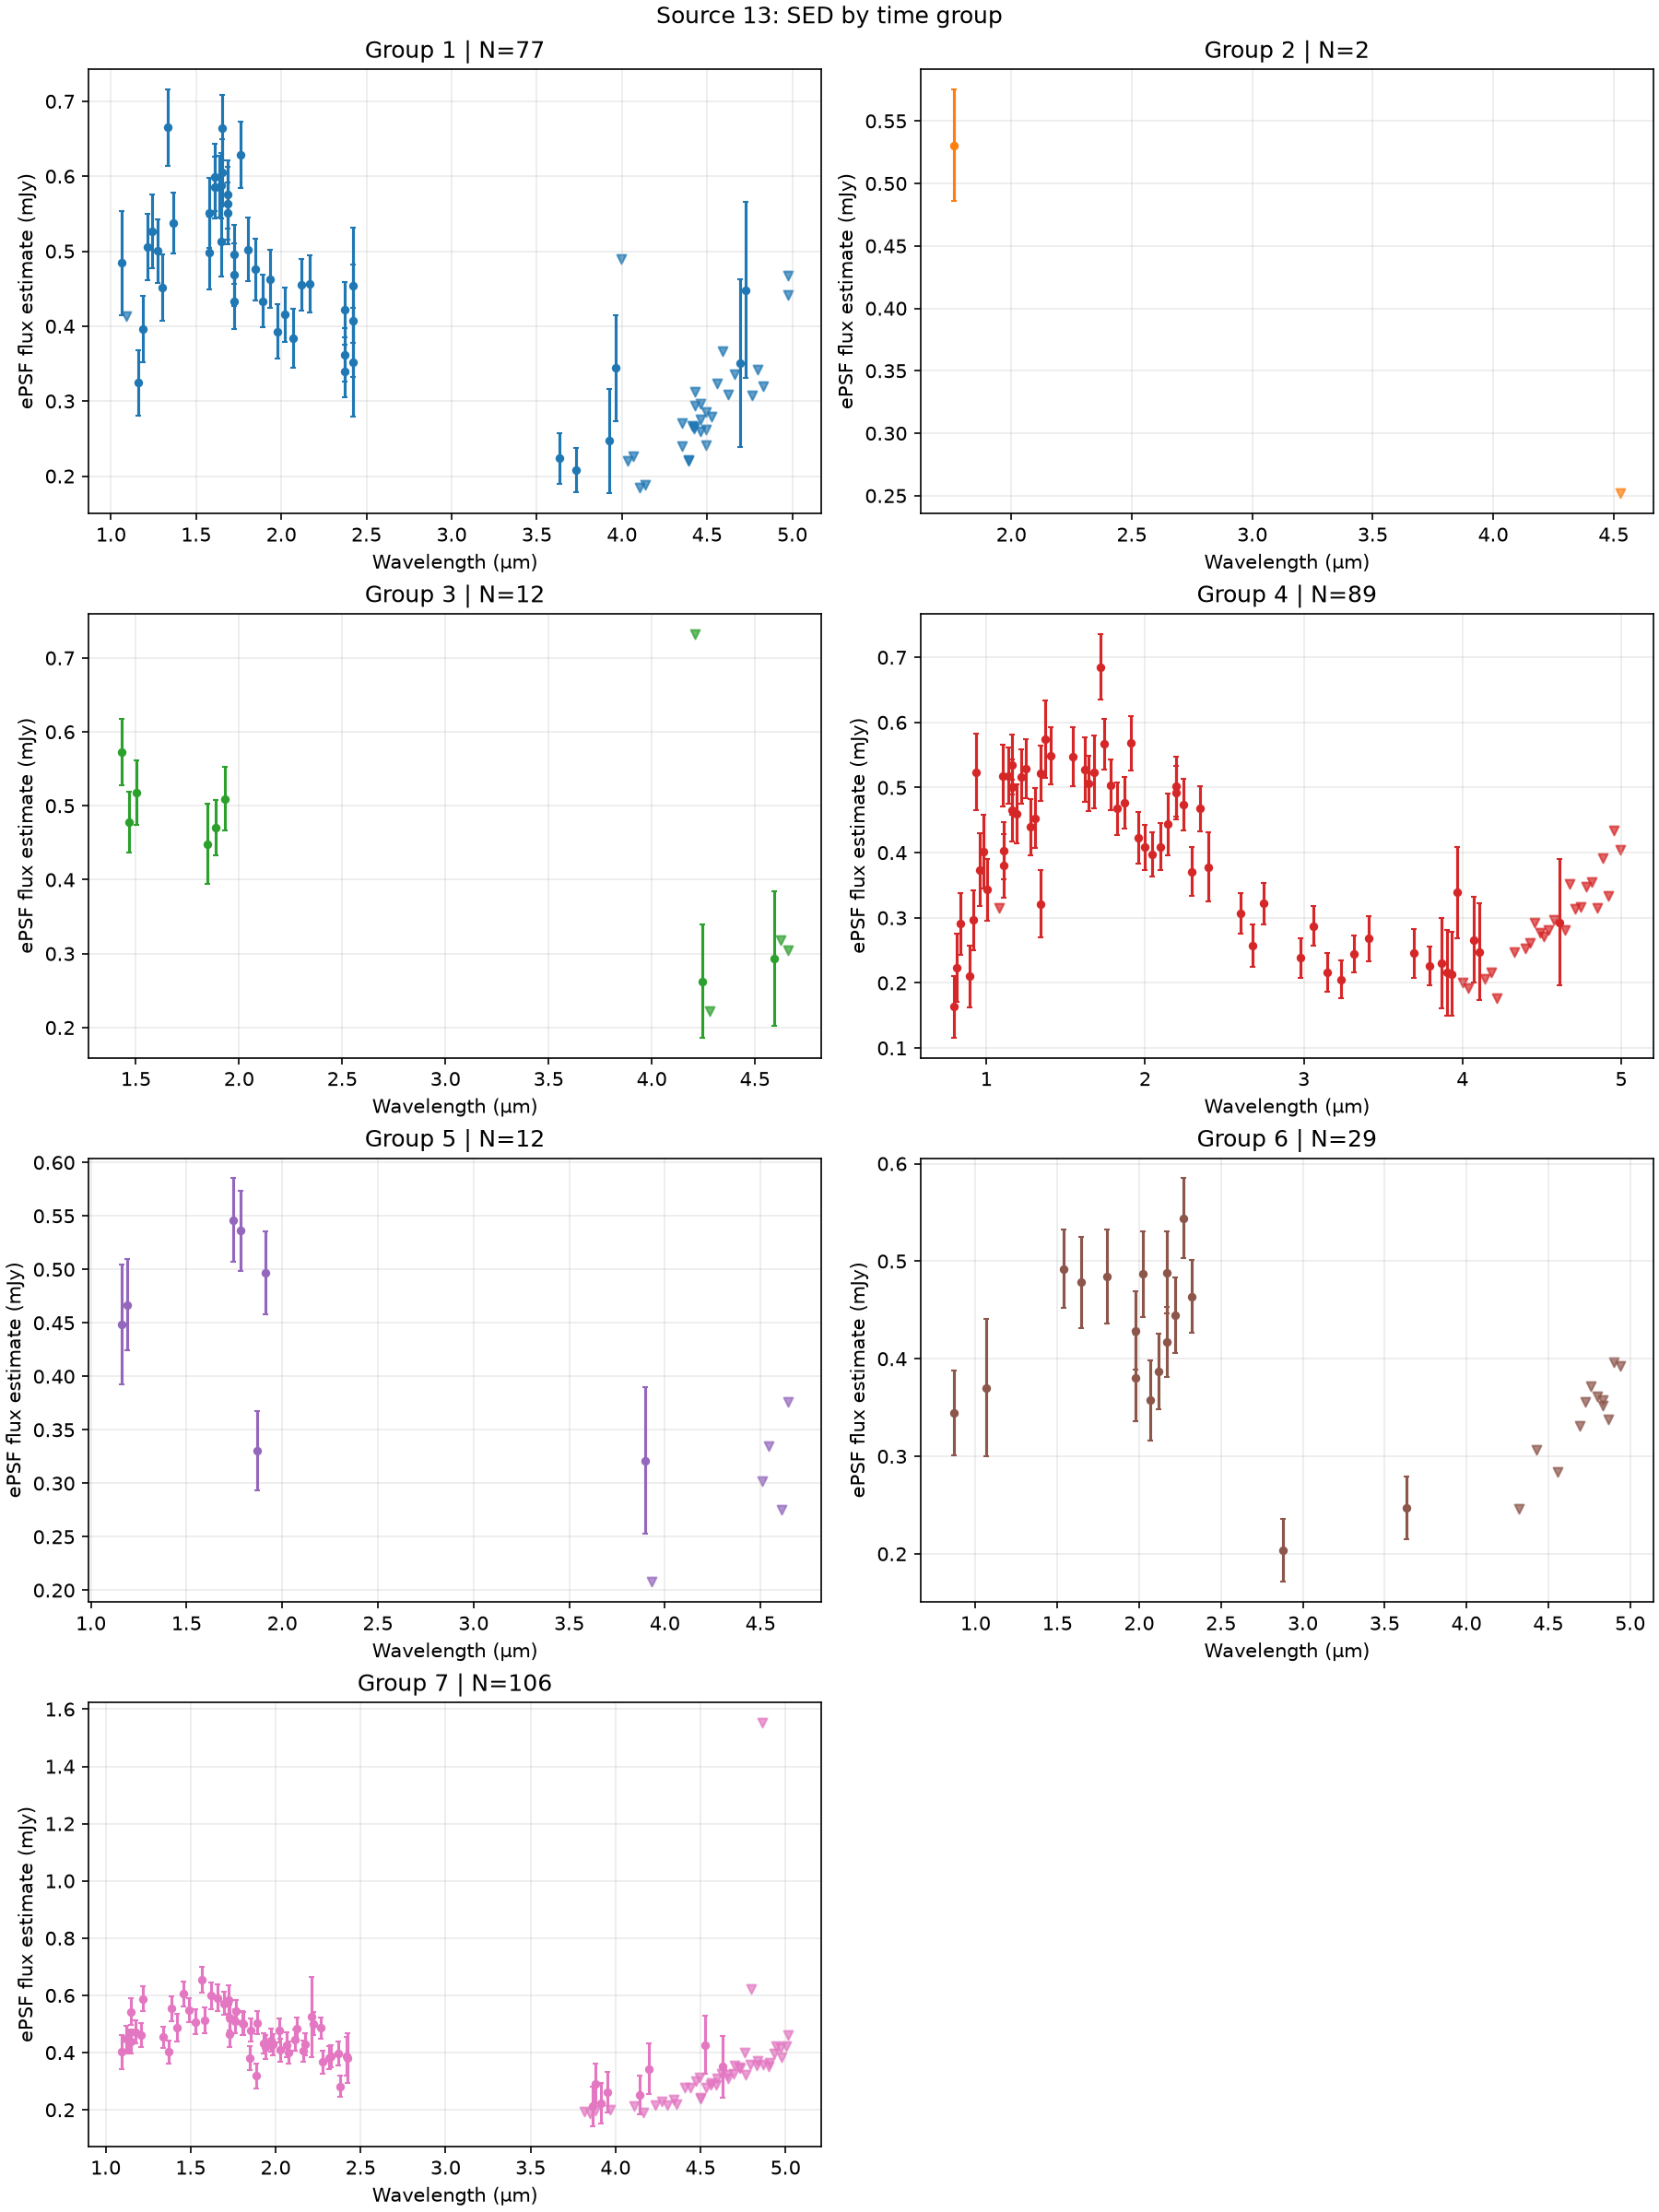 Source 13: SED by time group
Group 1 | N=77
ePSF flux estimate (mJy)
0.7
0.6
0.5
0.4
0.3
0.2
1.0 1.5 2.0 2.5 3.0 3.5 4.0 4.5 5.0
Wavelength (µm)
Group 2 | N=2
ePSF flux estimate (mJy)
0.55
0.50
0.45
0.40
0.35
0.30
0.25
2.0 2.5 3.0 3.5 4.0 4.5
Wavelength (µm)
Group 3 | N=12
ePSF flux estimate (mJy)
0.7
0.6
0.5
0.4
0.3
0.2
1.5 2.0 2.5 3.0 3.5 4.0 4.5
Wavelength (µm)
Group 4 | N=89
ePSF flux estimate (mJy)
0.7
0.6
0.5
0.4
0.3
0.2
0.1
1 2 3 4 5
Wavelength (µm)
Group 5 | N=12
ePSF flux estimate (mJy)
0.60
0.55
0.50
0.45
0.40
0.35
0.30
0.25
0.20
1.0 1.5 2.0 2.5 3.0 3.5 4.0 4.5
Wavelength (µm)
Group 6 | N=29
ePSF flux estimate (mJy)
0.6
0.5
0.4
0.3
0.2
1.0 1.5 2.0 2.5 3.0 3.5 4.0 4.5 5.0
Wavelength (µm)
Group 7 | N=106
ePSF flux estimate (mJy)
1.6
1.4
1.2
1.0
0.8
0.6
0.4
0.2
1.0 1.5 2.0 2.5 3.0 3.5 4.0 4.5 5.0
Wavelength (µm)